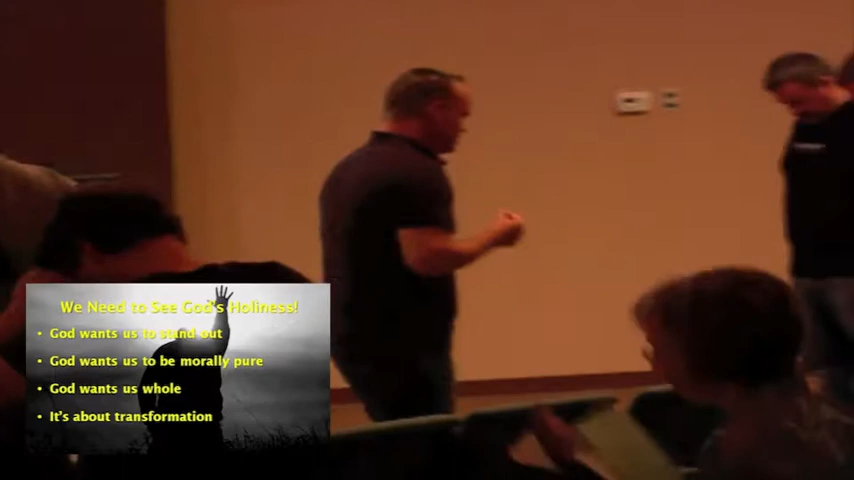 We Need to See God's Holiness!
• God wants us to stand out
• God wants us to be morally pure
• God wants us whole
• It's about transformation